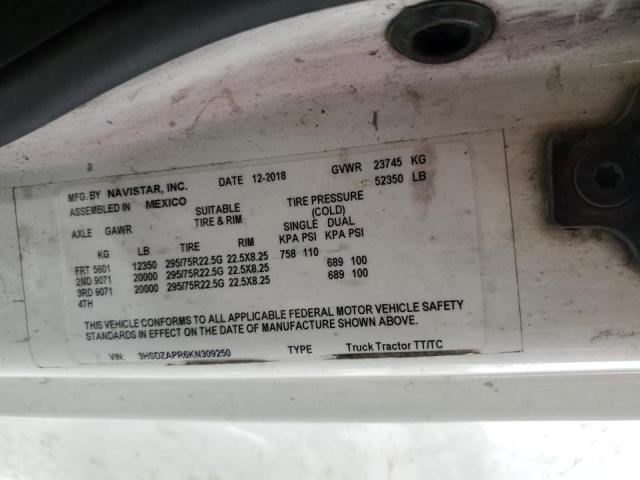 MFG. BY NAVISTAR, INC. DATE 12-2018 GVWR 23745 KG
52350 LB
ASSEMBLED IN MEXICO
SUITABLE TIRE PRESSURE
TIRE & RIM (COLD)
AXLE GAWR SINGLE DUAL
KG LB TIRE RIM KPA PSI KPA PSI
FRT 5601 12350 295/75R22.5G 22.5X8.25 758 110
2ND 9071 20000 295/75R22.5G 22.5X8.25 689 100
3RD 9071 20000 295/75R22.5G 22.5X8.25 689 100
4TH
THIS VEHICLE CONFORMS TO ALL APPLICABLE FEDERAL MOTOR VEHICLE SAFETY
STANDARDS IN EFFECT ON THE DATE OF MANUFACTURE SHOWN ABOVE.
VIN: 3HSDZAPR6KN309250 TYPE Truck Tractor TT/TC